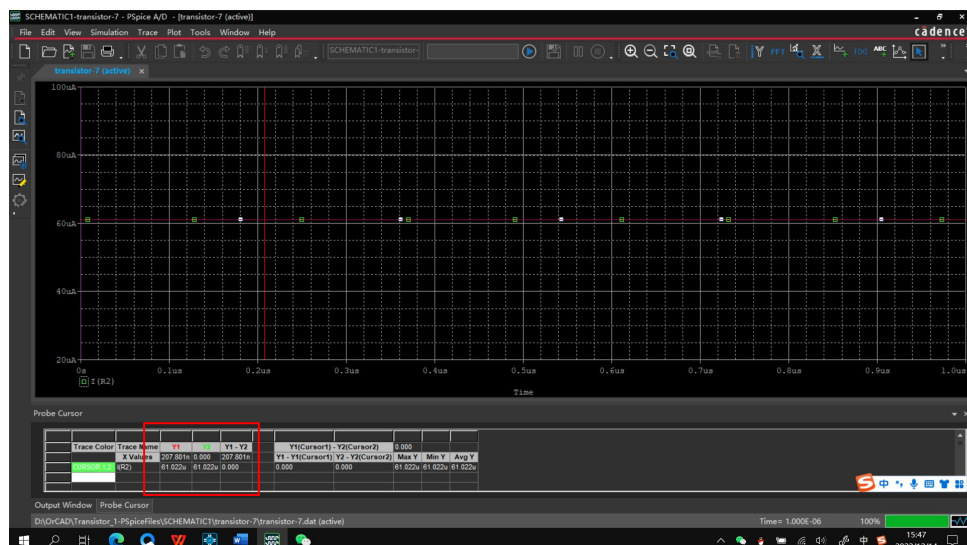 SCHEMATIC1-transistor-7 - PSpice A/D - [transistor-7 (active)]
File Edit View Simulation Trace Plot Tools Window Help
cādence
SCHEMATIC1-transistor-
transistor-7 (active)
100uA
80uA
60uA
40uA
20uA
0s 0.1us 0.2us 0.3us 0.4us 0.5us 0.6us 0.7us 0.8us 0.9us 1.0us
I(R2)
Time
Probe Cursor
Trace Color Trace Name Y1 Y2 Y1 - Y2 Y1(Cursor1) - Y2(Cursor2) 0.000
X Values 207.801n 0.000 207.801n Y1 - Y1(Cursor1) Y2 - Y2(Cursor2) Max Y Min Y Avg Y
CURSOR 1,2 I(R2) 61.022u 61.022u 0.000 0.000 0.000 61.022u 61.022u 61.022u
中
Output Window Probe Cursor
D:\OrCAD\Transistor_1-PSpiceFiles\SCHEMATIC1\transistor-7\transistor-7.dat (active) Time= 1.000E-06 100%
中 15:47